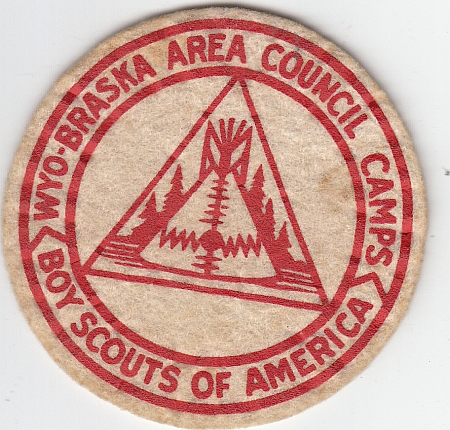 WYO-BRASKA AREA COUNCIL CAMPS
BOY SCOUTS OF AMERICA